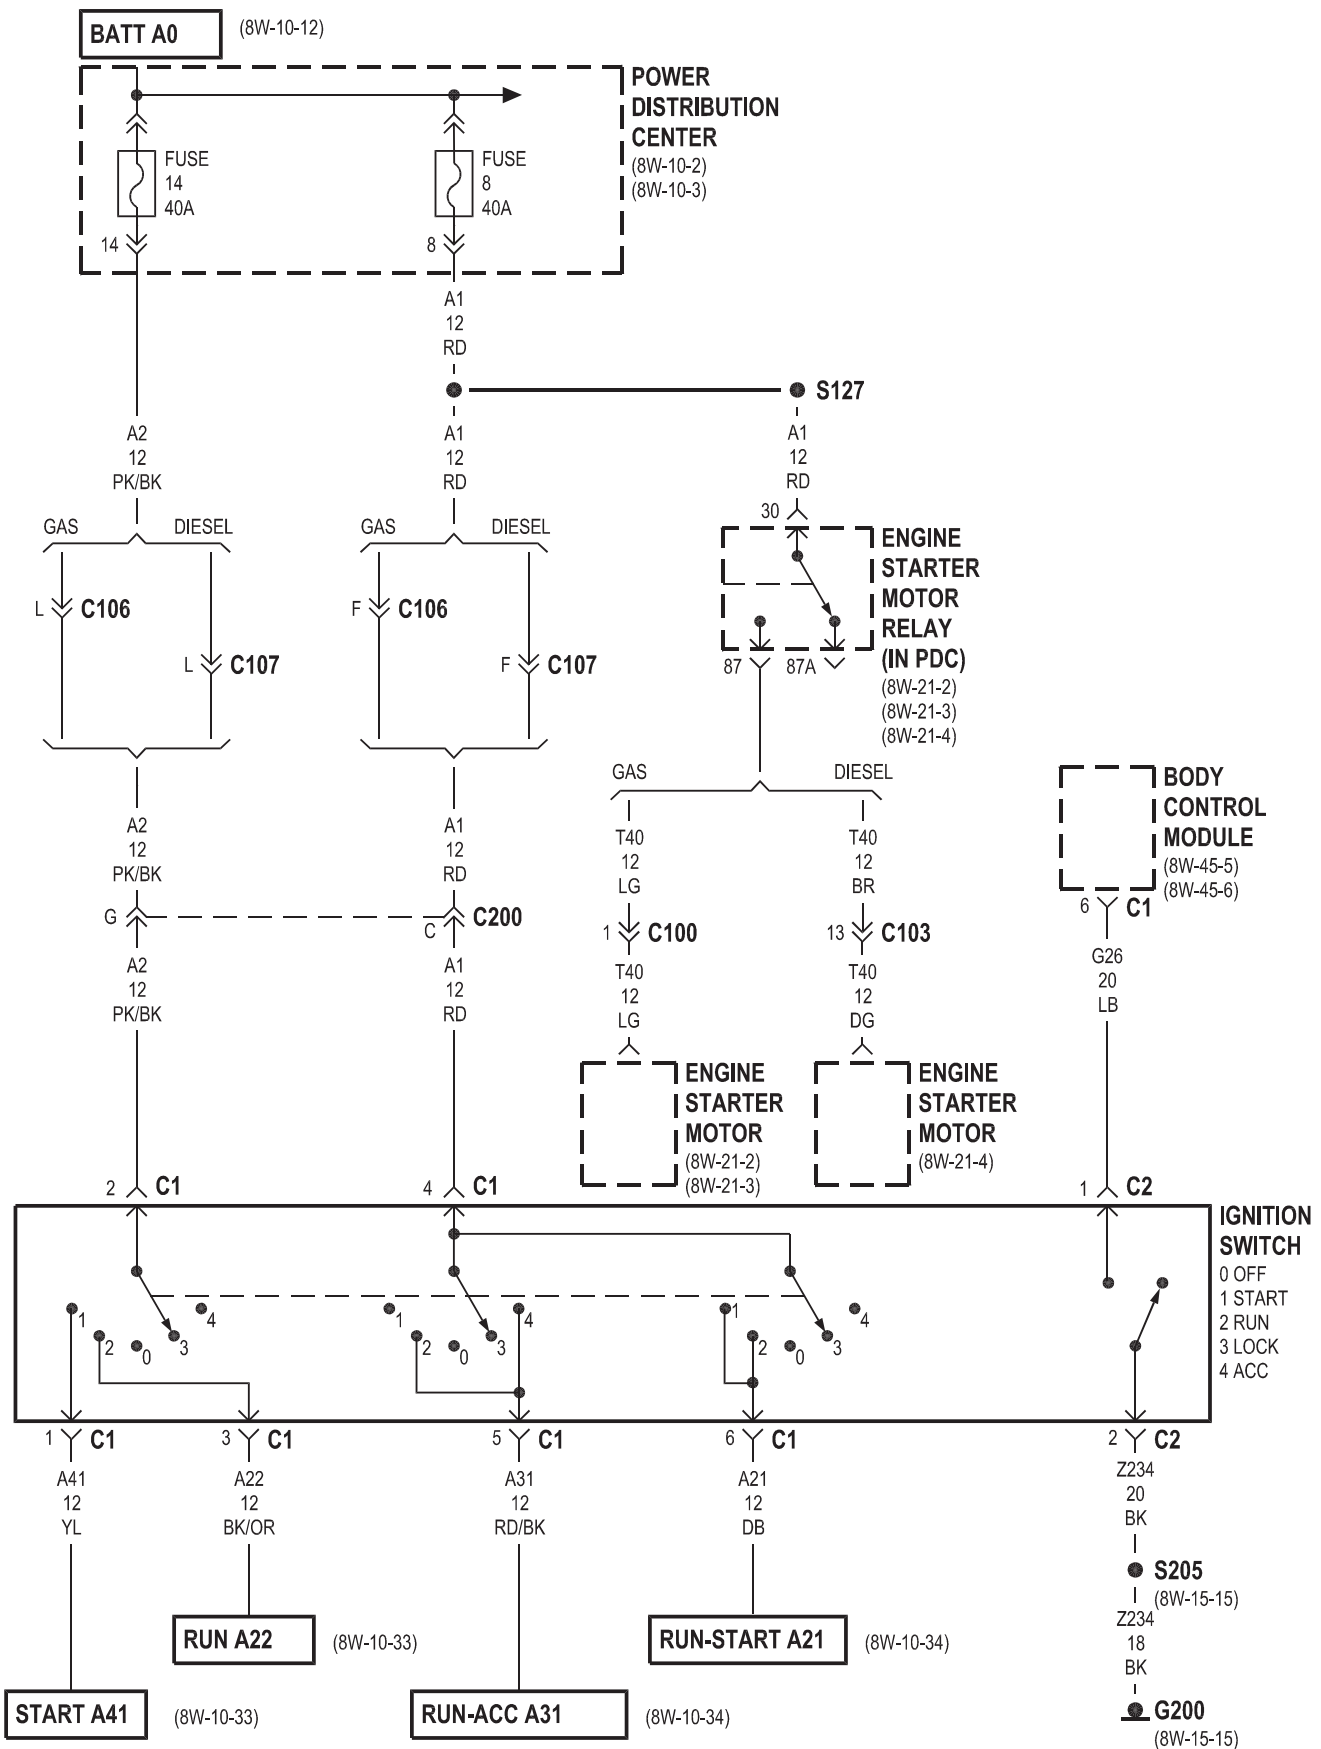 BATT A0
(8W-10-12)
POWER
DISTRIBUTION
CENTER
(8W-10-2)
(8W-10-3)
FUSE
14
40A
FUSE
8
40A
14
8
A1
12
RD
S127
A2
12
PK/BK
A1
12
RD
A1
12
RD
30
GAS
DIESEL
GAS
DIESEL
ENGINE
STARTER
MOTOR
RELAY
(IN PDC)
(8W-21-2)
(8W-21-3)
(8W-21-4)
L
C106
L
C107
F
C106
F
C107
87
87A
GAS
DIESEL
BODY
CONTROL
MODULE
(8W-45-5)
(8W-45-6)
6
C1
A2
12
PK/BK
A1
12
RD
T40
12
LG
T40
12
BR
G
C
C200
1
C100
13
C103
A2
12
PK/BK
A1
12
RD
T40
12
LG
T40
12
DG
G26
20
LB
ENGINE
STARTER
MOTOR
(8W-21-2)
(8W-21-3)
ENGINE
STARTER
MOTOR
(8W-21-4)
2
C1
4
C1
1
C2
IGNITION
SWITCH
0 OFF
1 START
2 RUN
3 LOCK
4 ACC
1
2
0
3
4
1
2
0
3
4
1
2
0
3
4
1
C1
3
C1
5
C1
6
C1
2
C2
A41
12
YL
A22
12
BK/OR
A31
12
RD/BK
A21
12
DB
Z234
20
BK
S205
(8W-15-15)
Z234
18
BK
G200
(8W-15-15)
RUN A22
(8W-10-33)
RUN-START A21
(8W-10-34)
START A41
(8W-10-33)
RUN-ACC A31
(8W-10-34)